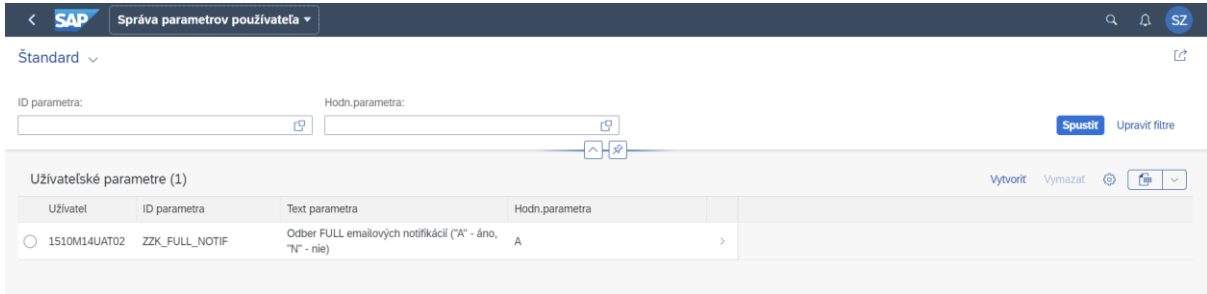 SAP Správa parametrov používateľa
SZ
Štandard
ID parametra: Hodn.parametra:
Spustiť Upraviť filtre
Užívateľské parametre (1) Vytvoriť Vymazať
Užívateľ ID parametra Text parametra Hodn.parametra
1510M14UAT02 ZZK_FULL_NOTIF Odber FULL emailových notifikácií ("A" - áno, A
"N" - nie)